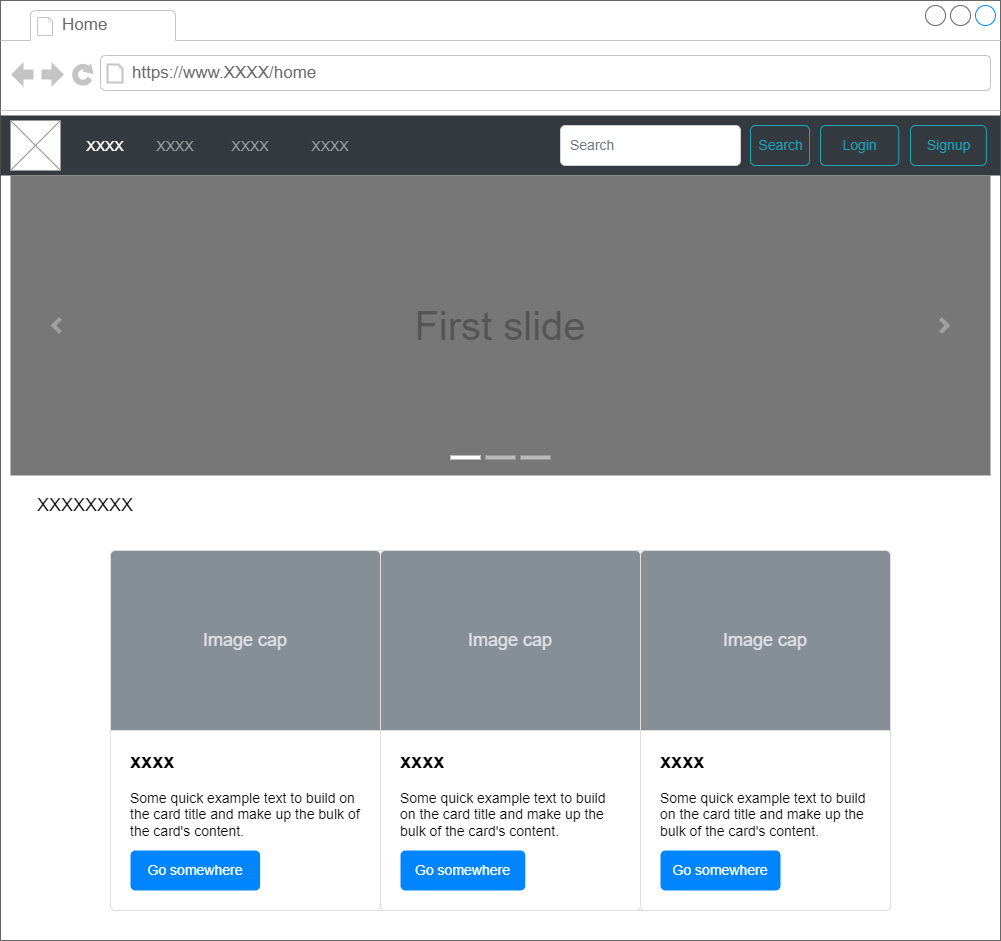 Home
https://www.XXXX/home
XXXX XXXX XXXX XXXX Search Search Login Signup
First slide
XXXXXXXX
Image cap Image cap Image cap
XXXX
Some quick example text to build on
the card title and make up the bulk of
the card's content.
Go somewhere
XXXX
Some quick example text to build
on the card title and make up the
bulk of the card's content.
Go somewhere
XXXX
Some quick example text to build
on the card title and make up the
bulk of the card's content.
Go somewhere